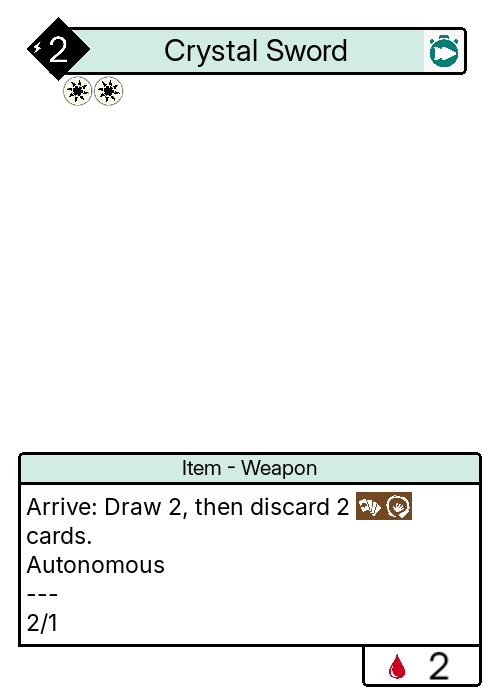 2
Crystal Sword
Item - Weapon
Arrive: Draw 2, then discard 2
cards.
Autonomous
---
2/1
2